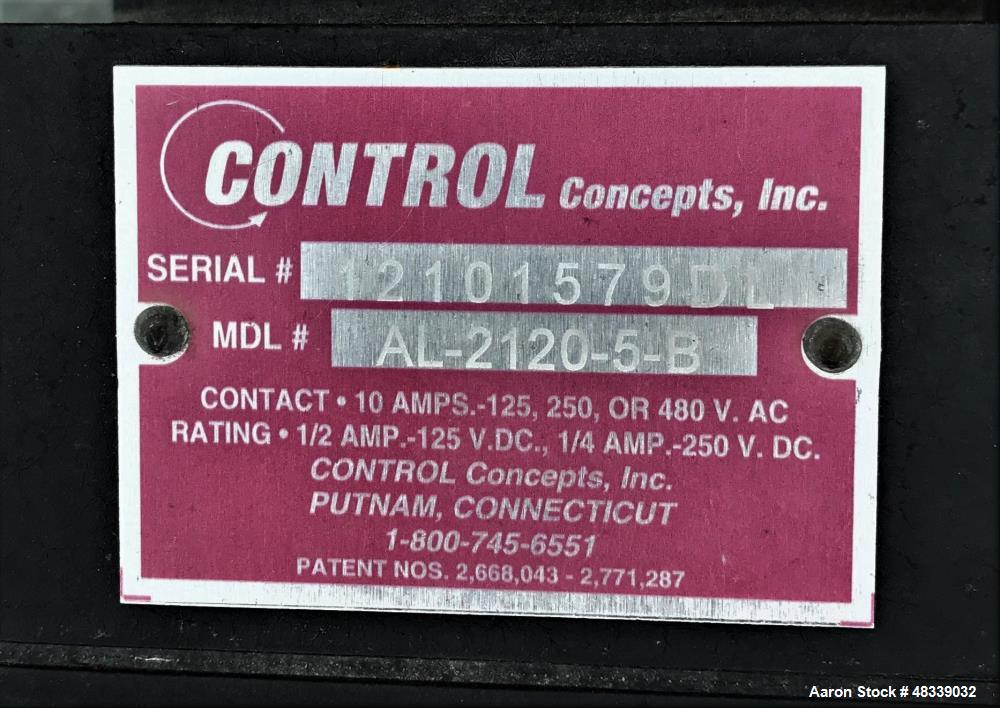 CONTROL Concepts, Inc.
SERIAL # 12101579DL
MDL # AL-2120-5-B
CONTACT • 10 AMPS.-125, 250, OR 480 V. AC
RATING • 1/2 AMP.-125 V.DC., 1/4 AMP.-250 V. DC.
CONTROL Concepts, Inc.
PUTNAM, CONNECTICUT
1-800-745-6551
PATENT NOS. 2,668,043 - 2,771,287
Aaron Stock # 48339032